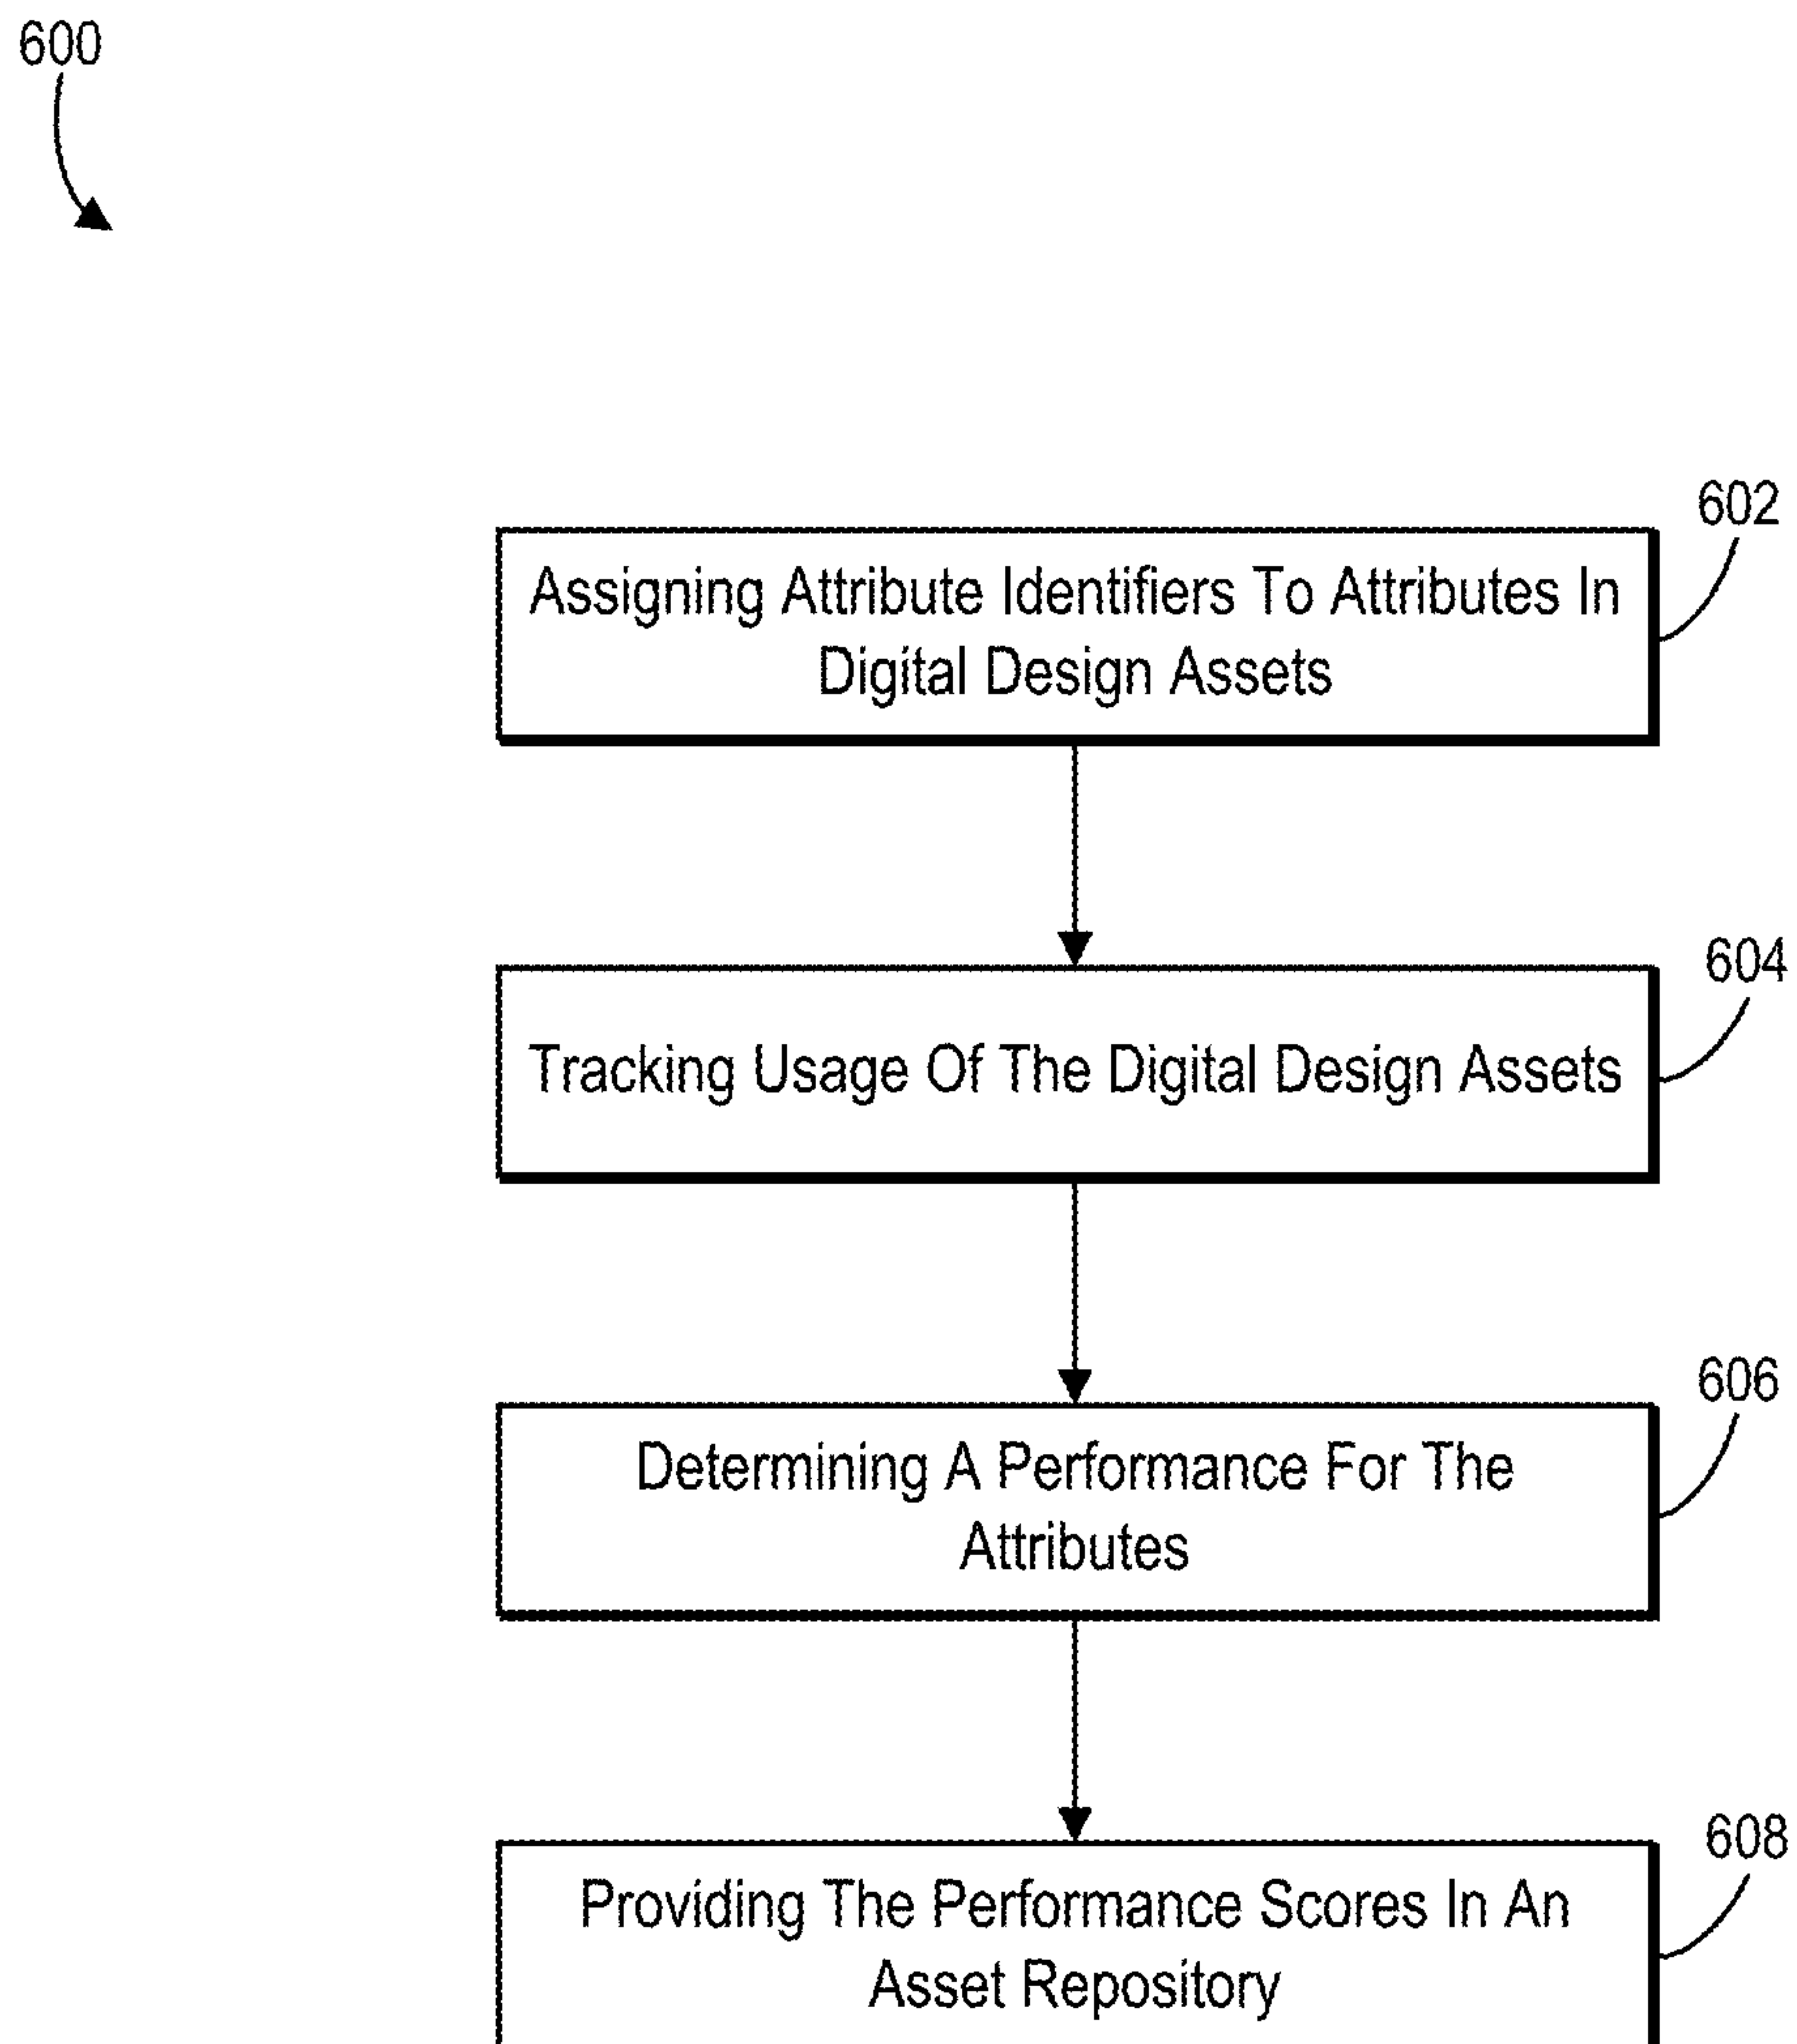 600
602
Assigning Attribute Identifiers To Attributes In
Digital Design Assets
604
Tracking Usage Of The Digital Design Assets
606
Determining A Performance For The
Attributes
608
Providing The Performance Scores In An
Asset Repository